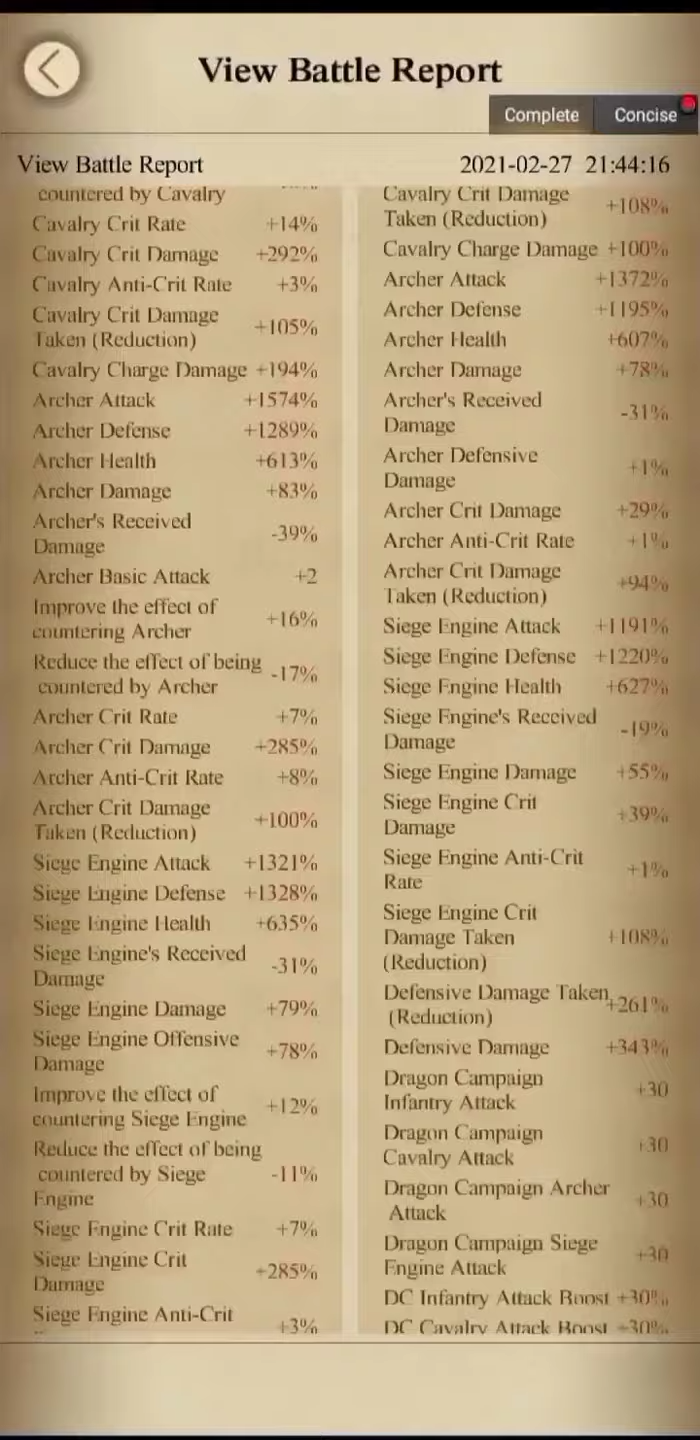 View Battle Report
Complete
Concise
View Battle Report
2021-02-27 21:44:16
countered by Cavalry
Cavalry Crit Rate +14%
Cavalry Crit Damage +292%
Cavalry Anti-Crit Rate +3%
Cavalry Crit Damage
Taken (Reduction) +105%
Cavalry Charge Damage +194%
Archer Attack +1574%
Archer Defense +1289%
Archer Health +613%
Archer Damage +83%
Archer's Received
Damage -39%
Archer Basic Attack +2
Improve the effect of
countering Archer +16%
Reduce the effect of being
countered by Archer -17%
Archer Crit Rate +7%
Archer Crit Damage +285%
Archer Anti-Crit Rate +8%
Archer Crit Damage
Taken (Reduction) +100%
Siege Engine Attack +1321%
Siege Engine Defense +1328%
Siege Engine Health +635%
Siege Engine's Received
Damage -31%
Siege Engine Damage +79%
Siege Engine Offensive
Damage +78%
Improve the effect of
countering Siege Engine +12%
Reduce the effect of being
countered by Siege
Engine -11%
Siege Engine Crit Rate +7%
Siege Engine Crit
Damage +285%
Siege Engine Anti-Crit
+3%
Cavalry Crit Damage
Taken (Reduction) +108%
Cavalry Charge Damage +100%
Archer Attack +1372%
Archer Defense +1195%
Archer Health +607%
Archer Damage +78%
Archer's Received
Damage -31%
Archer Defensive
Damage +1%
Archer Crit Damage +29%
Archer Anti-Crit Rate +1%
Archer Crit Damage
Taken (Reduction) +94%
Siege Engine Attack +1191%
Siege Engine Defense +1220%
Siege Engine Health +627%
Siege Engine's Received
Damage -19%
Siege Engine Damage +55%
Siege Engine Crit
Damage +39%
Siege Engine Anti-Crit
Rate +1%
Siege Engine Crit
Damage Taken +108%
(Reduction)
Defensive Damage Taken
(Reduction) +261%
Defensive Damage +343%
Dragon Campaign
Infantry Attack +30
Dragon Campaign
Cavalry Attack +30
Dragon Campaign Archer
Attack +30
Dragon Campaign Siege
Engine Attack +30
DC Infantry Attack Boost +30%
DC Cavalry Attack Boost +30%